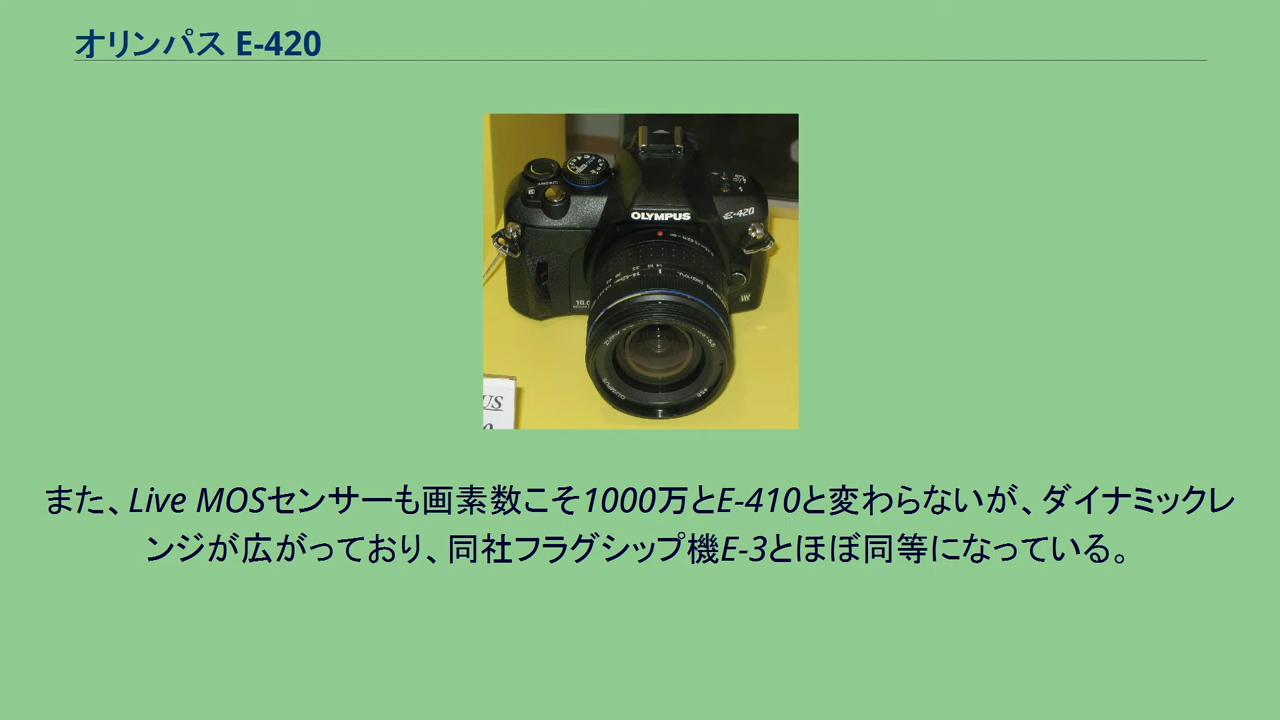 オリンパス E-420
OLYMPUS
E-420
また、Live MOSセンサーも画素数こそ1000万とE-410と変わらないが、ダイナミックレ
ンジが広がっており、同社フラグシップ機E-3とほぼ同等になっている。